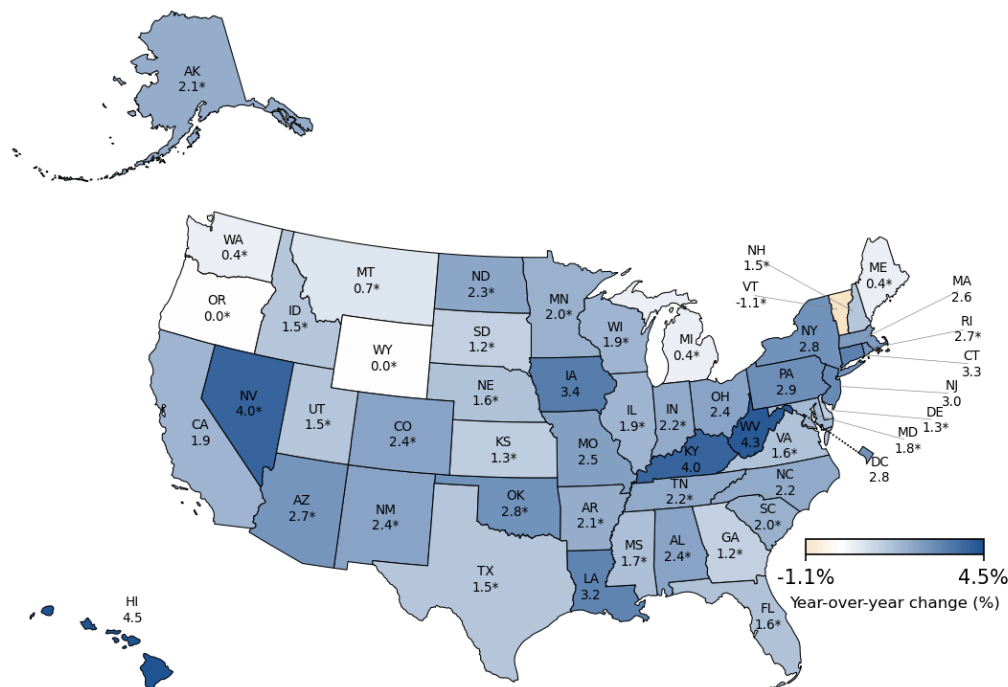 AK
2.1*
WA
0.4*
OR
0.0*
ID
1.5*
MT
0.7*
ND
2.3*
MN
2.0*
NH
1.5*
VT
-1.1*
ME
0.4*
MA
2.6
RI
2.7*
CT
3.3
NJ
3.0
DE
1.3*
MD
1.8*
DC
2.8
NY
2.8
PA
2.9
WI
1.9*
MI
0.4*
SD
1.2*
WY
0.0*
NE
1.6*
IA
3.4
IL
1.9*
IN
2.2*
OH
2.4
WV
4.3
VA
1.6*
KY
4.0
NV
4.0*
UT
1.5*
CO
2.4*
KS
1.3*
MO
2.5
CA
1.9
AZ
2.7*
NM
2.4*
OK
2.8*
AR
2.1*
TN
2.2*
NC
2.2
SC
2.0*
MS
1.7*
AL
2.4*
GA
1.2*
TX
1.5*
LA
3.2
FL
1.6*
HI
4.5
-1.1%
4.5%
Year-over-year change (%)